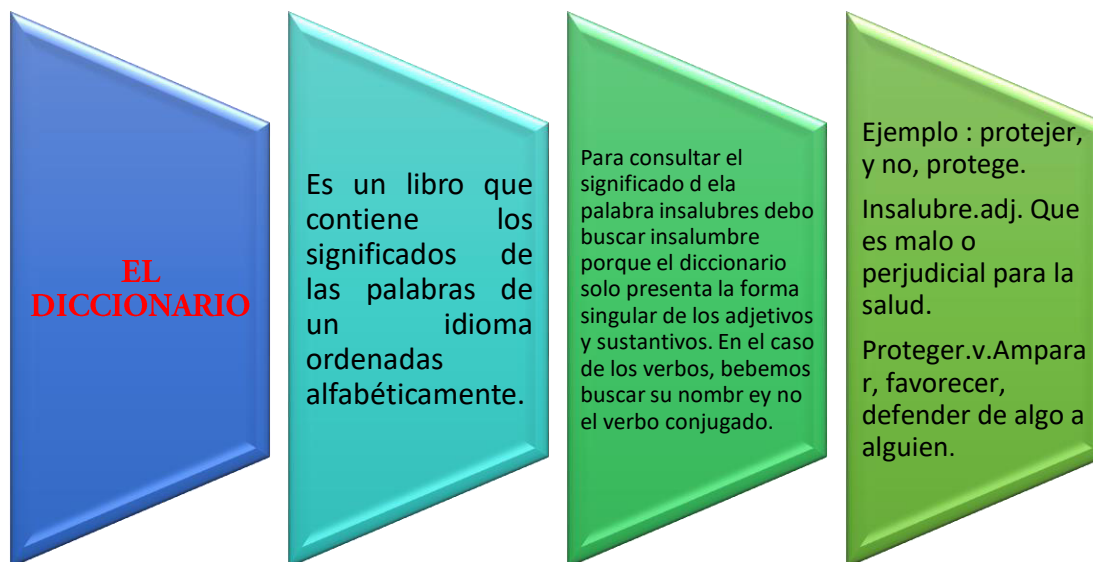 EL
DICCIONARIO
Es un libro que
contiene los
significados de
las palabras de
un idioma
ordenadas
alfabéticamente.
Para consultar el
significado d ela
palabra insalubres debo
buscar insalumbre
porque el diccionario
solo presenta la forma
singular de los adjetivos
y sustantivos. En el caso
de los verbos, bebemos
buscar su nombr ey no
el verbo conjugado.
Ejemplo : protejer,
y no, protege.
Insalubre.adj. Que
es malo o
perjudicial para la
salud.
Proteger.v.Ampara
r, favorecer,
defender de algo a
alguien.